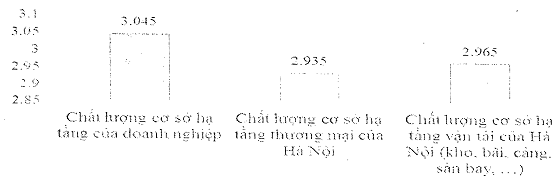 3.1
3.05
3
2.95
2.9
2.85
3.045
2.935
2.965
Chất lượng cơ sở hạ
tầng của doanh nghiệp
Chất lượng cơ sở hạ
tầng thương mại của
Hà Nội
Chất lượng cơ sở hạ
tầng vận tải của Hà
Nội (kho, bãi, cảng,
sân bay, ...)